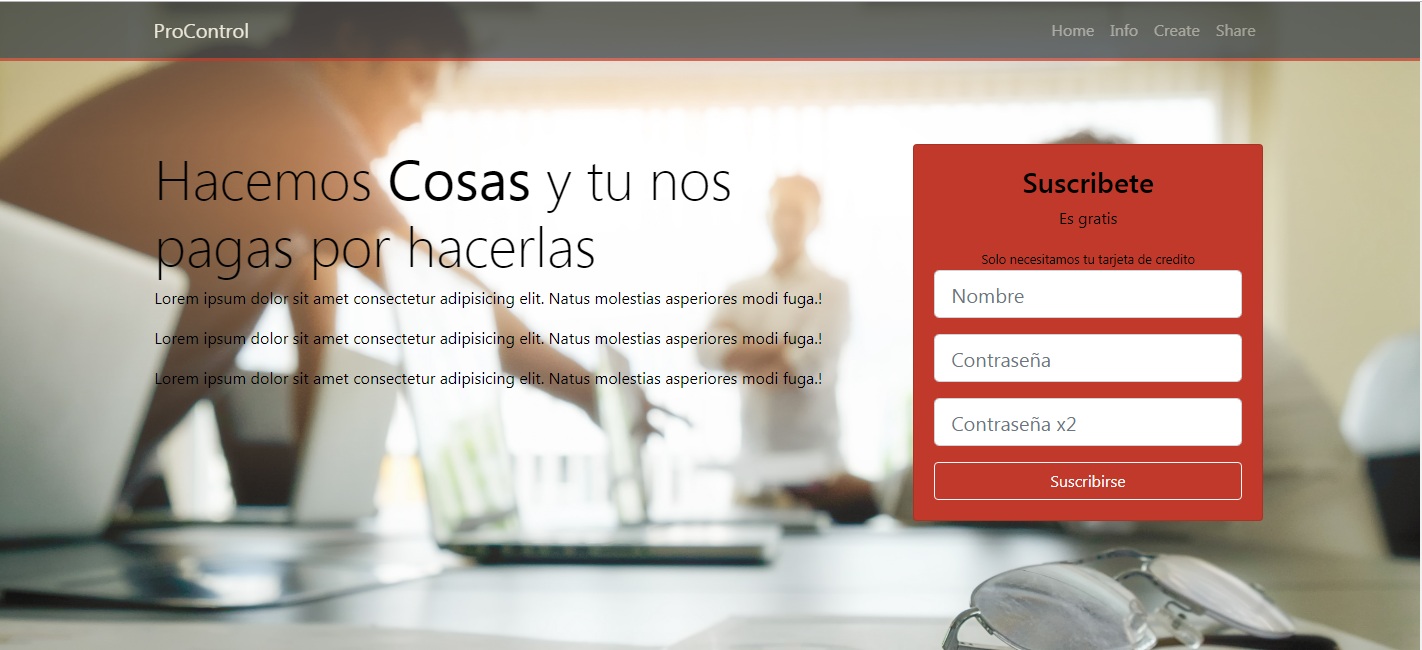 ProControl
Home Info Create Share
Hacemos Cosas y tu nos
pagas por hacerlas
Lorem ipsum dolor sit amet consectetur adipisicing elit. Natus molestias asperiores modi fuga.!
Lorem ipsum dolor sit amet consectetur adipisicing elit. Natus molestias asperiores modi fuga.!
Lorem ipsum dolor sit amet consectetur adipisicing elit. Natus molestias asperiores modi fuga.!
Suscribete
Es gratis
Solo necesitamos tu tarjeta de credito
Nombre
Contraseña
Contraseña x2
Suscribirse